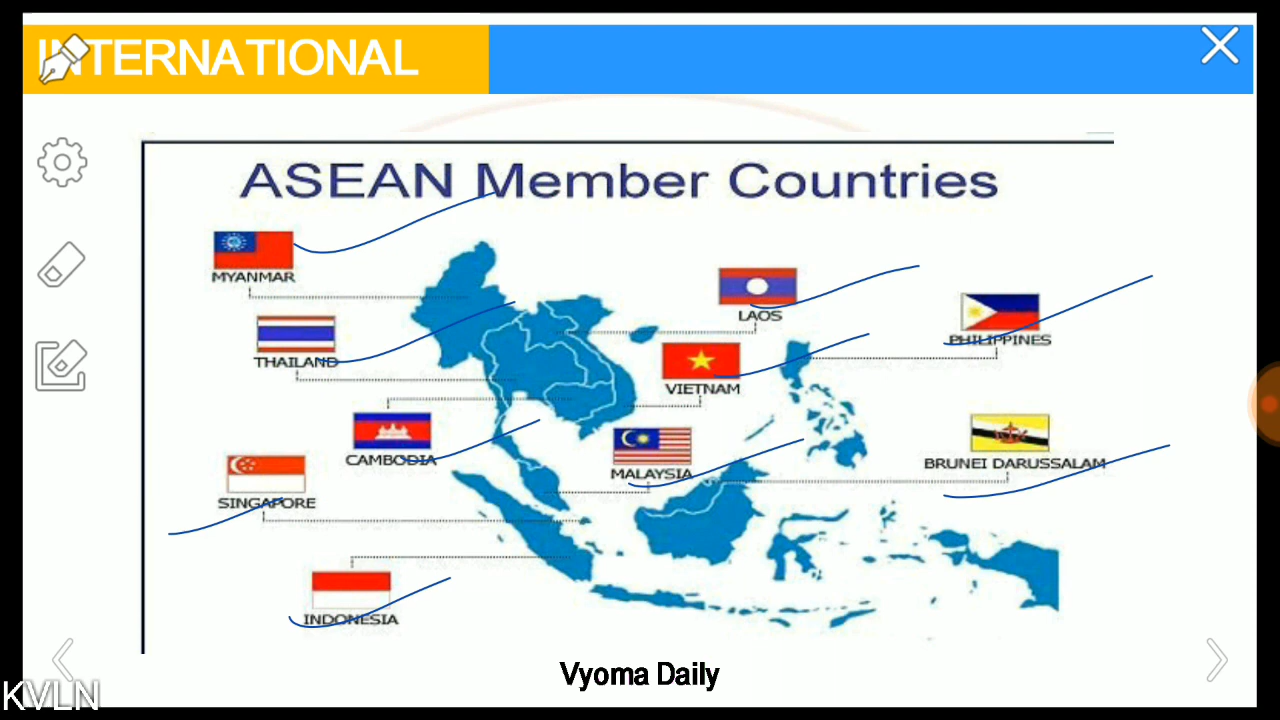 INTERNATIONAL
ASEAN Member Countries
MYANMAR
LAOS
PHILIPPINES
THAILAND
VIETNAM
CAMBODIA
MALAYSIA
BRUNEI DARUSSALAM
SINGAPORE
INDONESIA
Vyoma Daily
KVLN